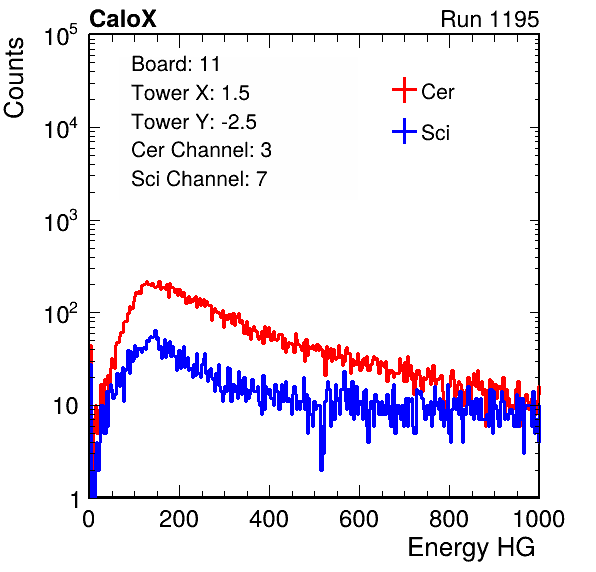 CaloX Run 1195
Counts
Board: 11
Tower X: 1.5
Tower Y: -2.5
Cer Channel: 3
Sci Channel: 7
Cer
Sci
10^5
10^4
10^3
10^2
10
1
0 200 400 600 800 1000
Energy HG